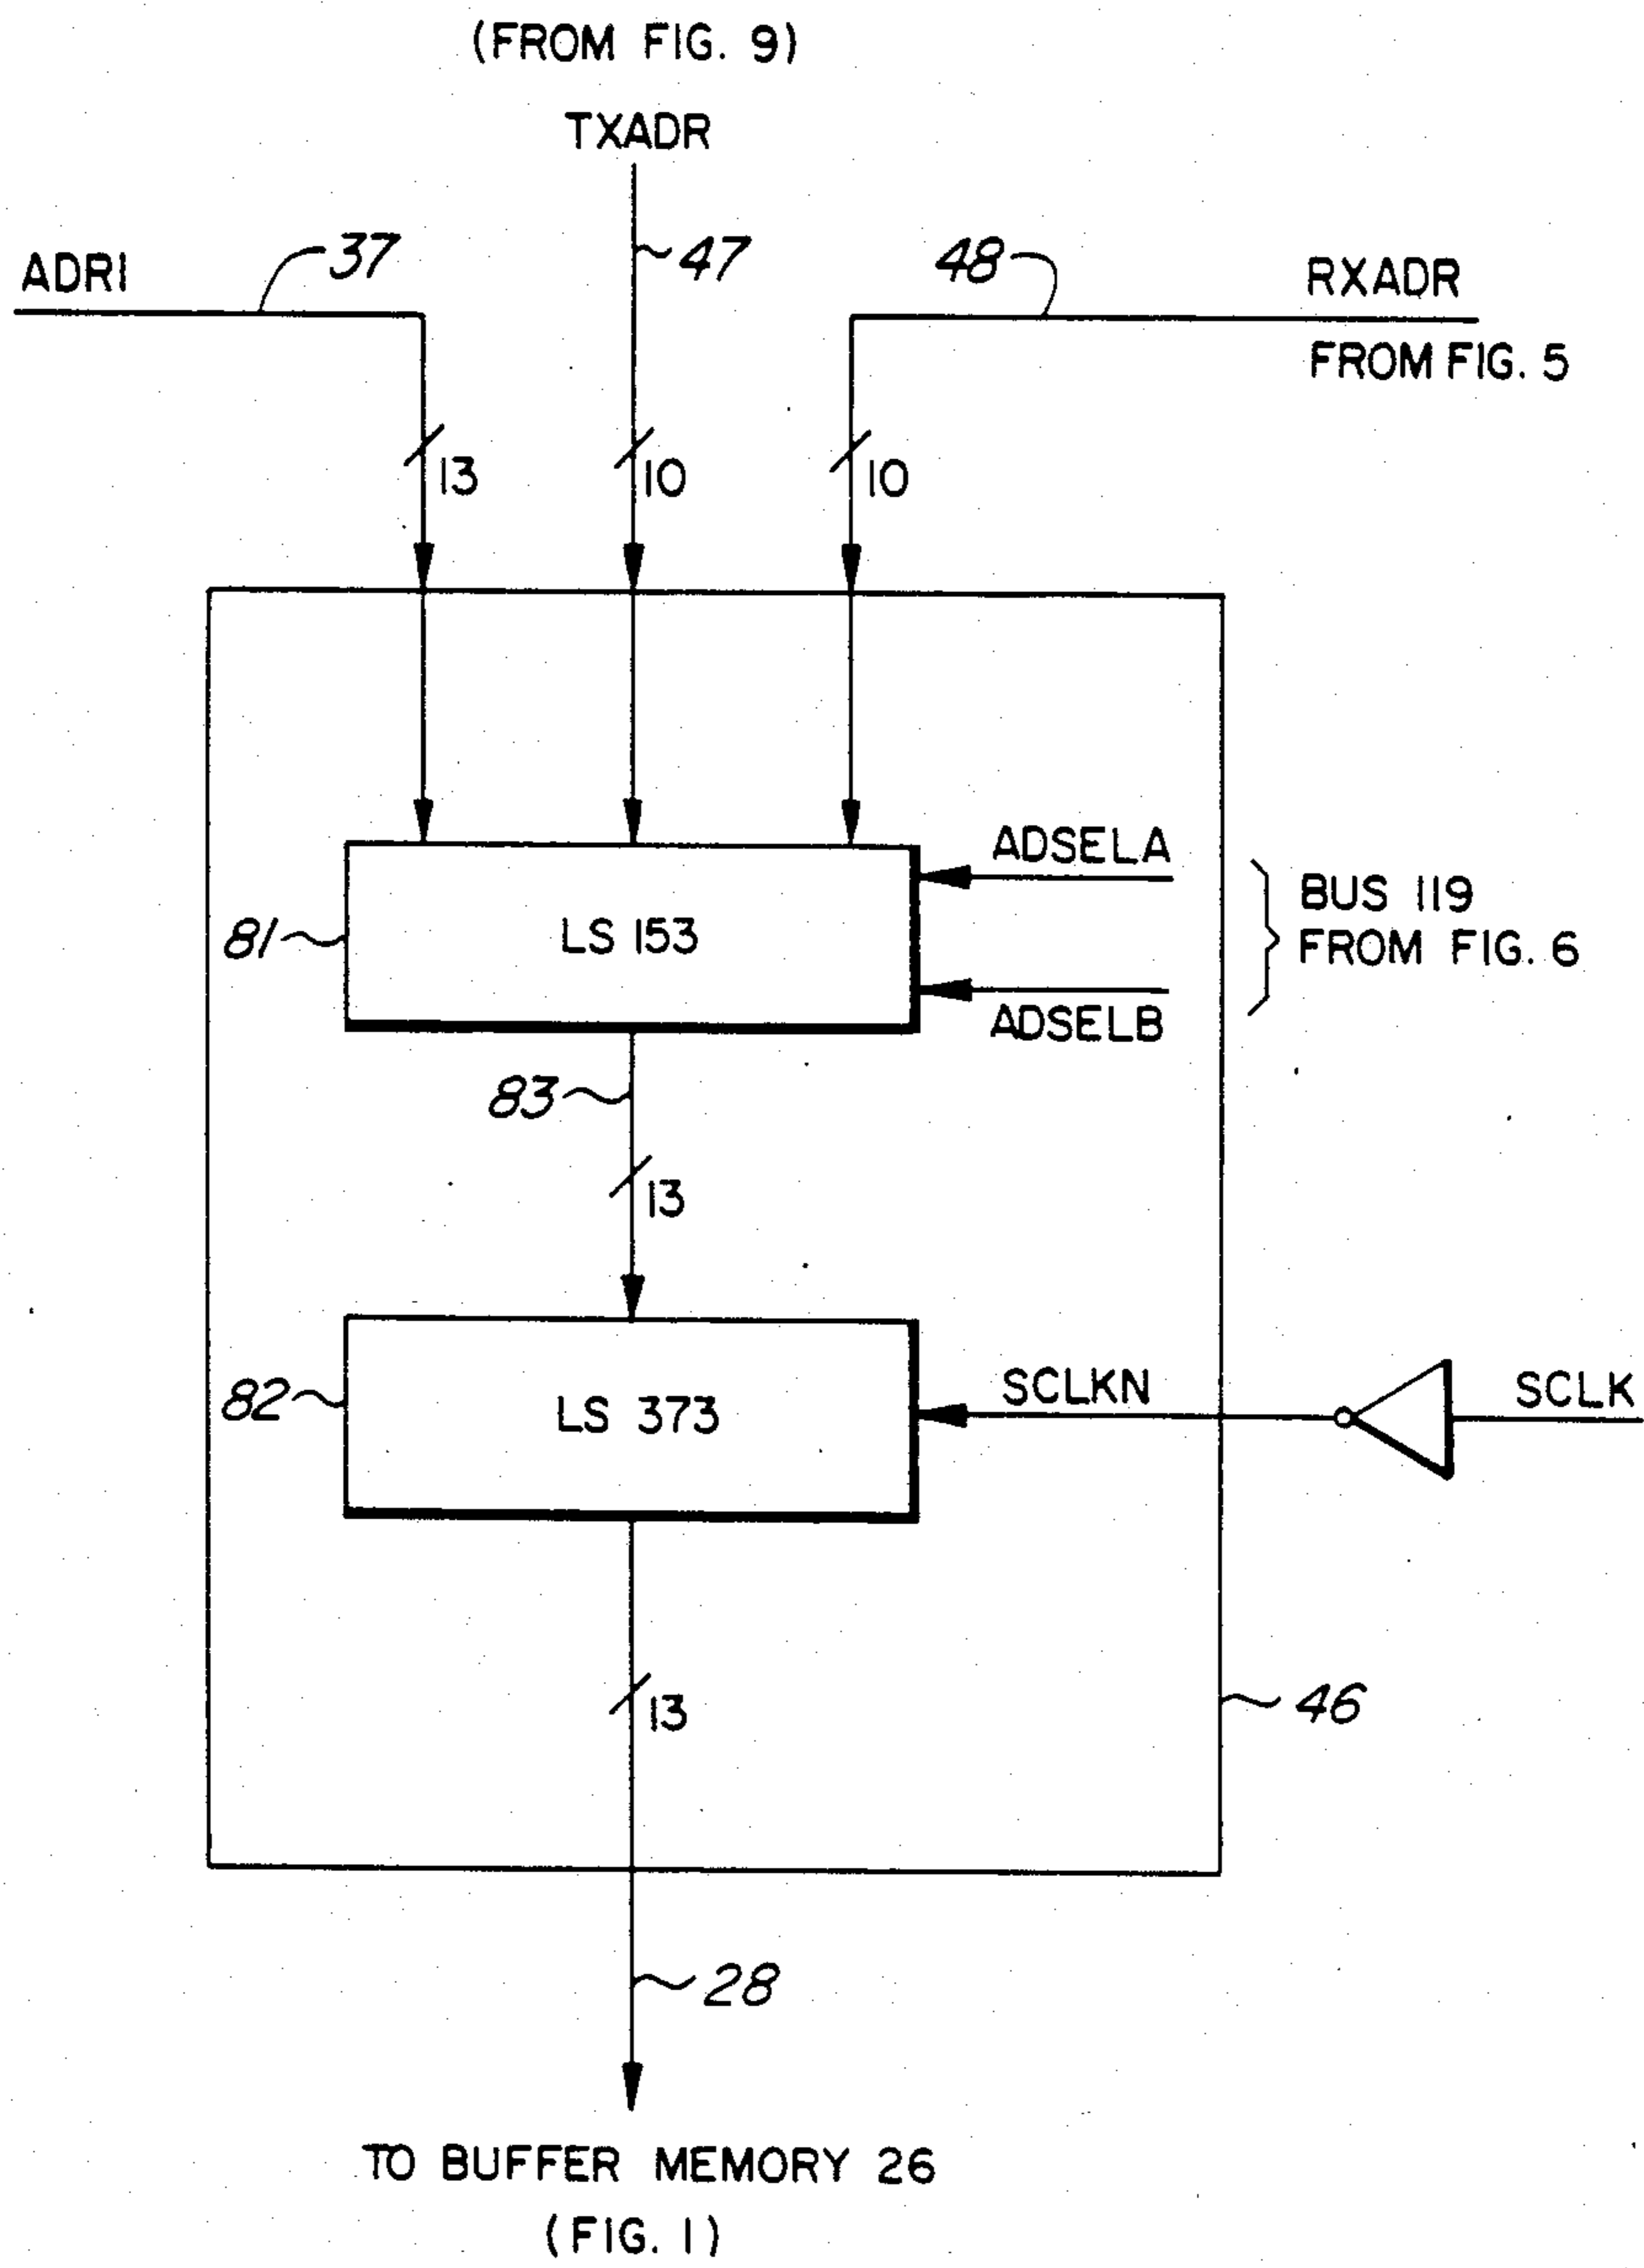 (FROM FIG. 9)
TXADR
ADR1
37
47
48
RXADR
FROM FIG. 5
13
10
10
ADSELA
81
LS 153
BUS 119
FROM FIG. 6
ADSELB
83
13
82
LS 373
SCLKN
SCLK
13
46
28
TO BUFFER MEMORY 26
(FIG. 1)